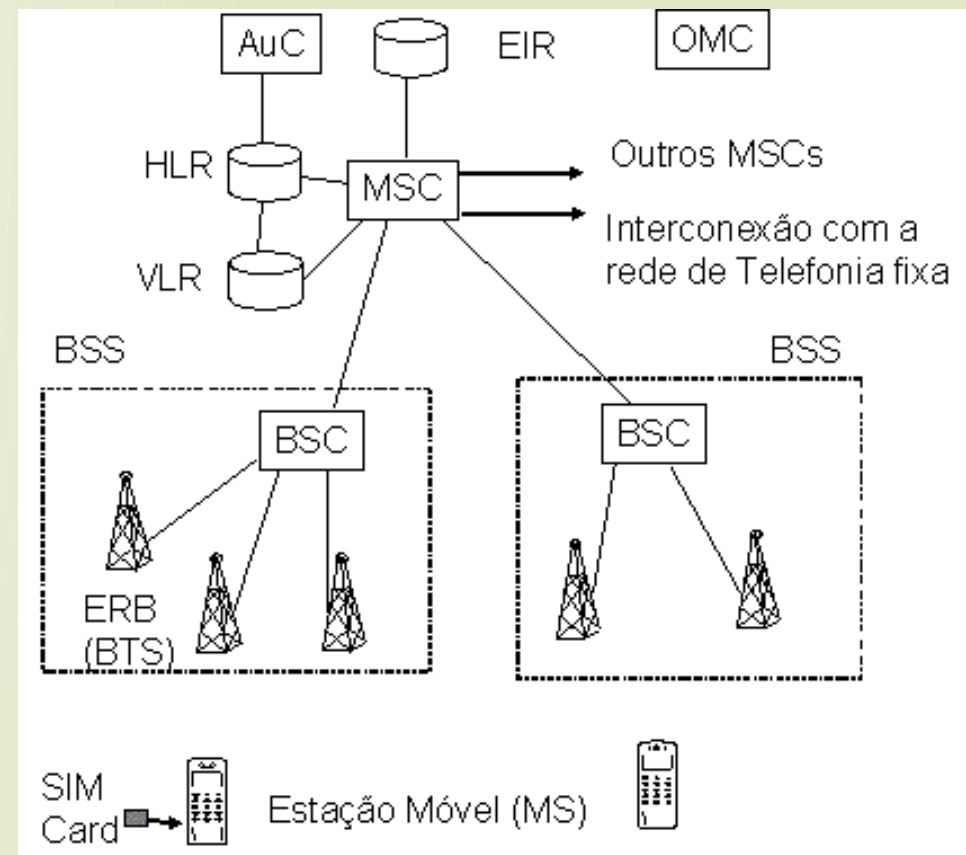 AuC
EIR
OMC
HLR
MSC
Outros MSCs
Interconexão com a
rede de Telefonia fixa
VLR
BSS
BSS
BSC
BSC
ERB
(BTS)
SIM
Card
Estação Móvel (MS)